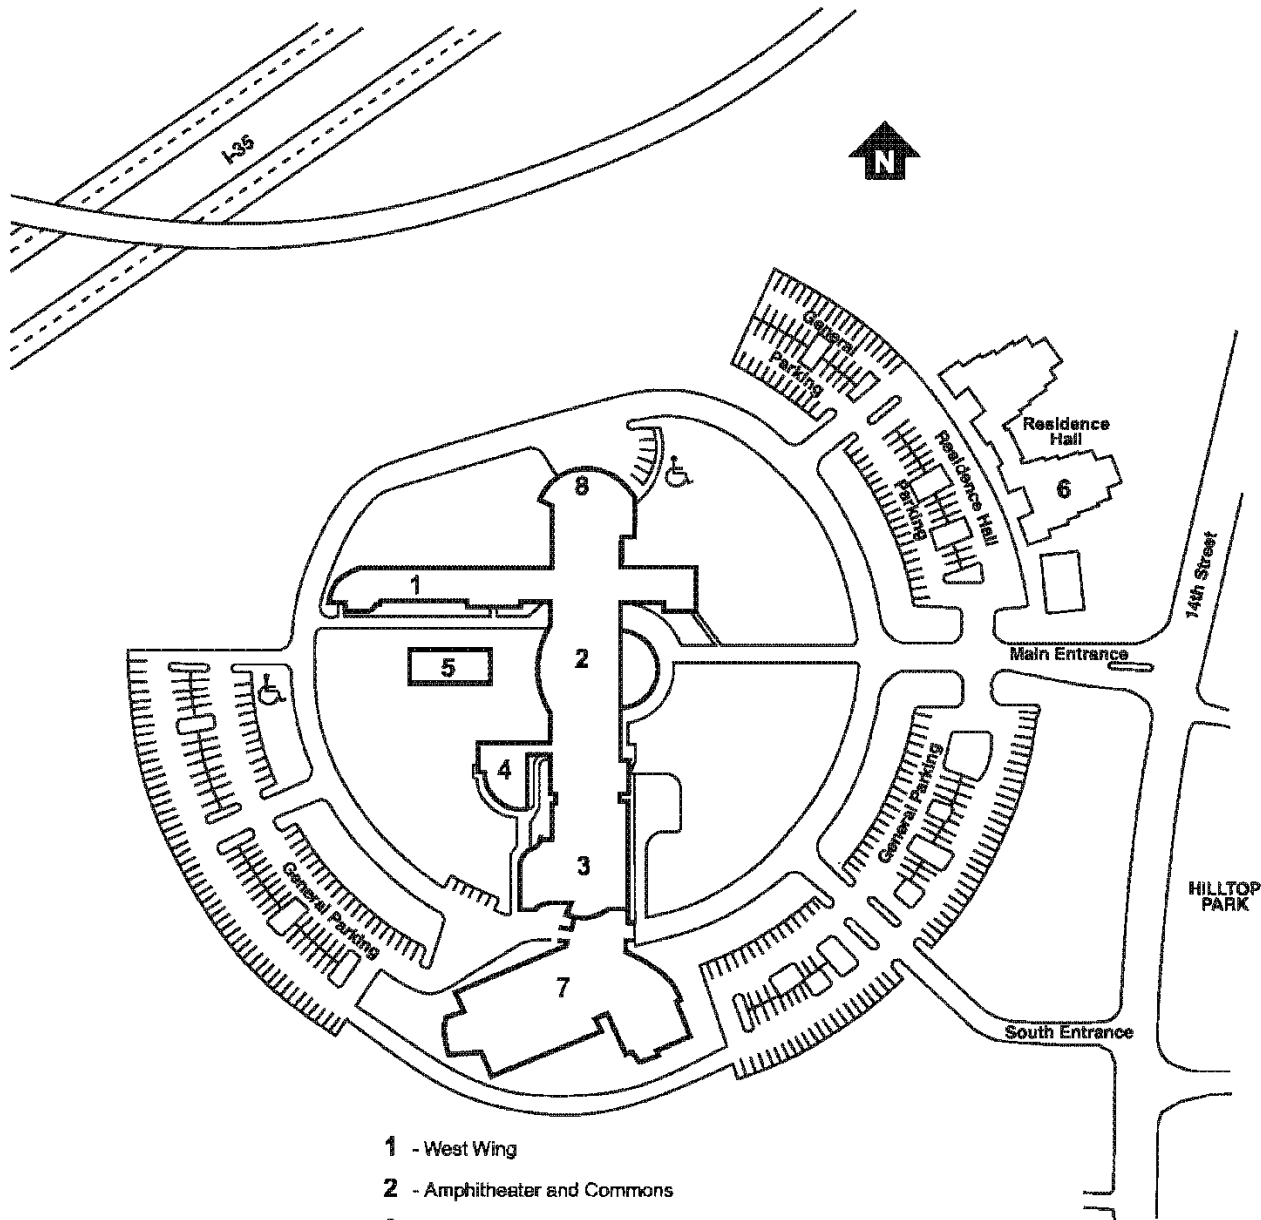 I-35
N
General
Parking
Residence
Hall
Residence Hall
Parking
8
6
1
14th Street
2
Main Entrance
5
4
General Parking
3
General Parking
HILLTOP
PARK
7
South Entrance
1 - West Wing
2 - Amphitheater and Commons